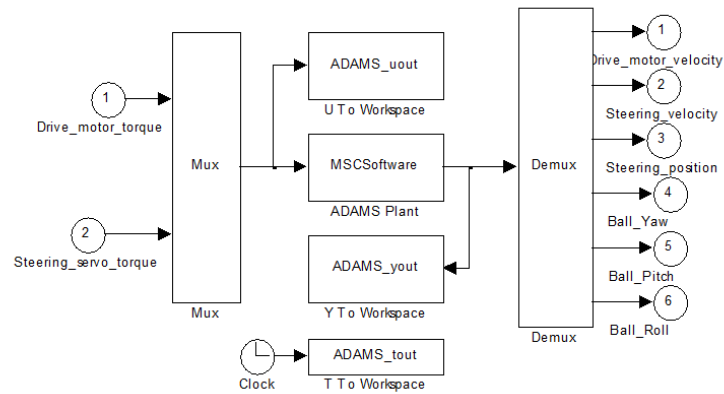 1
Drive_motor_torque
2
Steering_servo_torque
Mux
Mux
ADAMS_uout
U To Workspace
MSCSoftware
ADAMS Plant
ADAMS_yout
Y To Workspace
Clock
ADAMS_tout
T To Workspace
Demux
Demux
1
Drive_motor_velocity
2
Steering_velocity
3
Steering_position
4
Ball_Yaw
5
Ball_Pitch
6
Ball_Roll